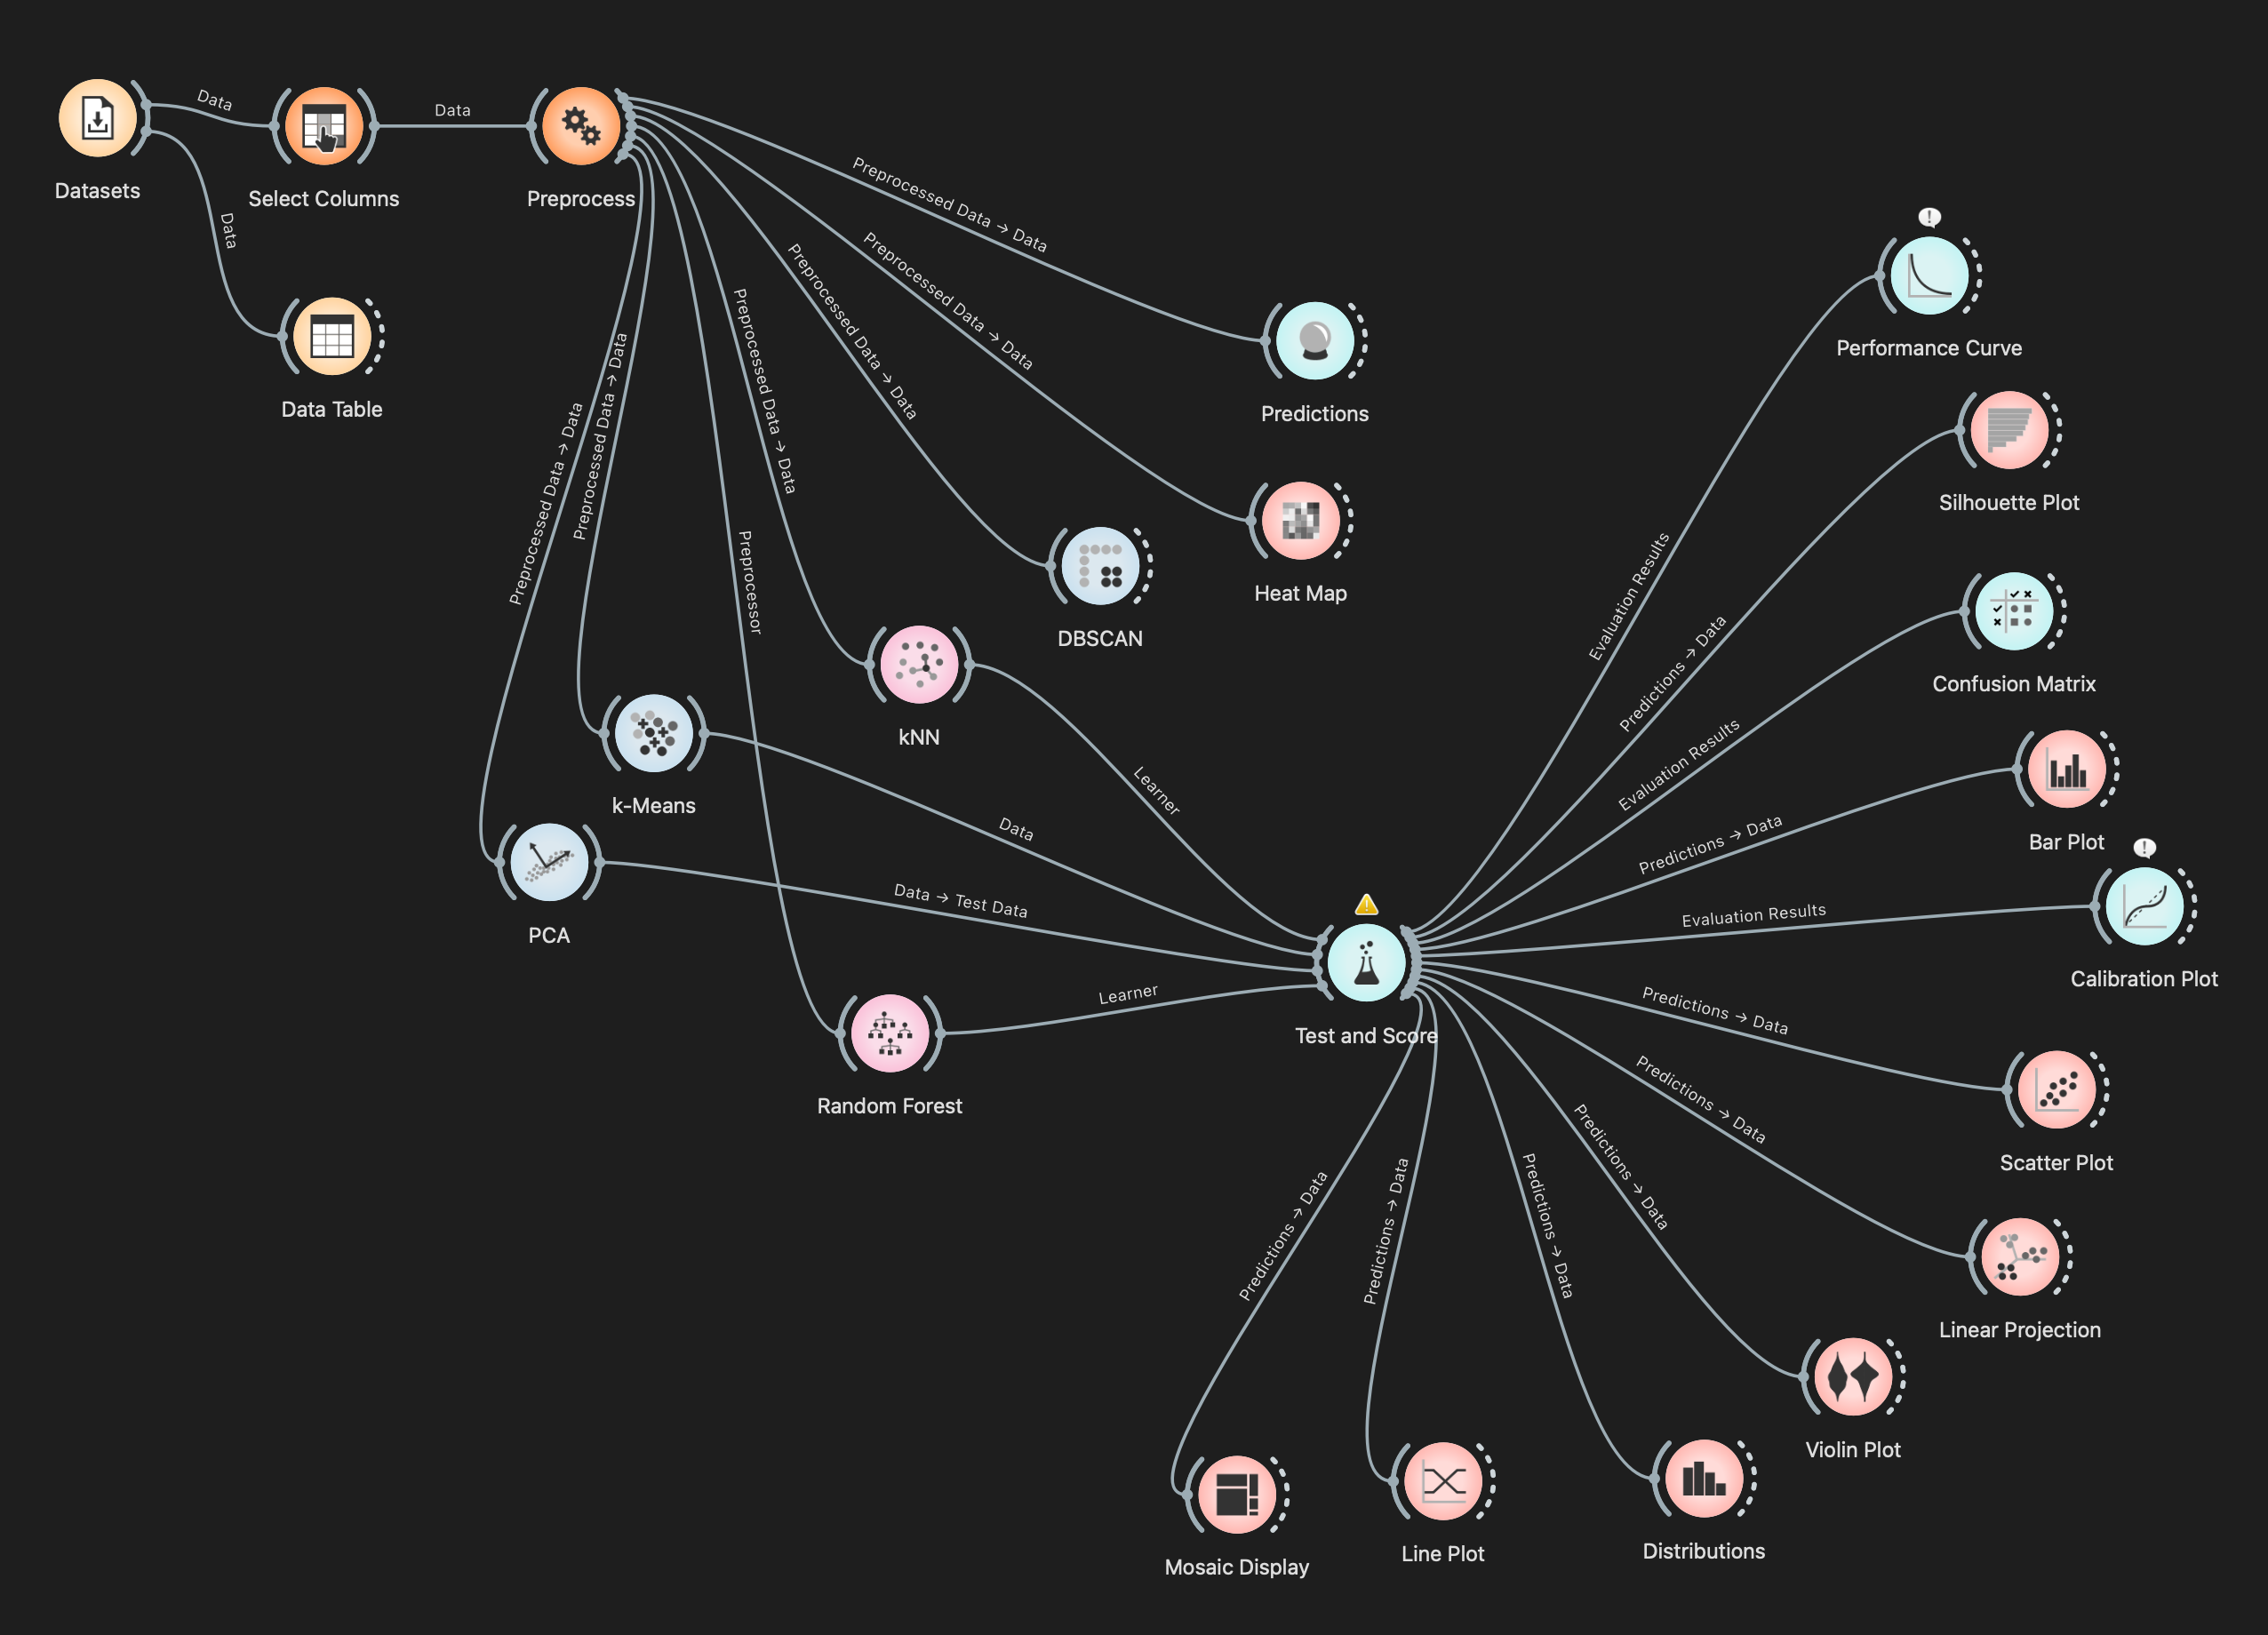 Data
Data
Datasets
Select Columns
Preprocess
Data
Data Table
Preprocessed Data → Data
Preprocessed Data → Data
Preprocessed Data → Data
Preprocessed Data → Data
Preprocessed Data → Data
Preprocessed Data → Data
Preprocessor
Predictions
Heat Map
DBSCAN
kNN
k-Means
PCA
Random Forest
Learner
Data
Data → Test Data
Learner
Test and Score
Performance Curve
Silhouette Plot
Confusion Matrix
Bar Plot
Calibration Plot
Scatter Plot
Linear Projection
Violin Plot
Distributions
Line Plot
Mosaic Display
Evaluation Results
Predictions → Data
Evaluation Results
Predictions → Data
Evaluation Results
Predictions → Data
Predictions → Data
Predictions → Data
Predictions → Data
Predictions → Data
Predictions → Data